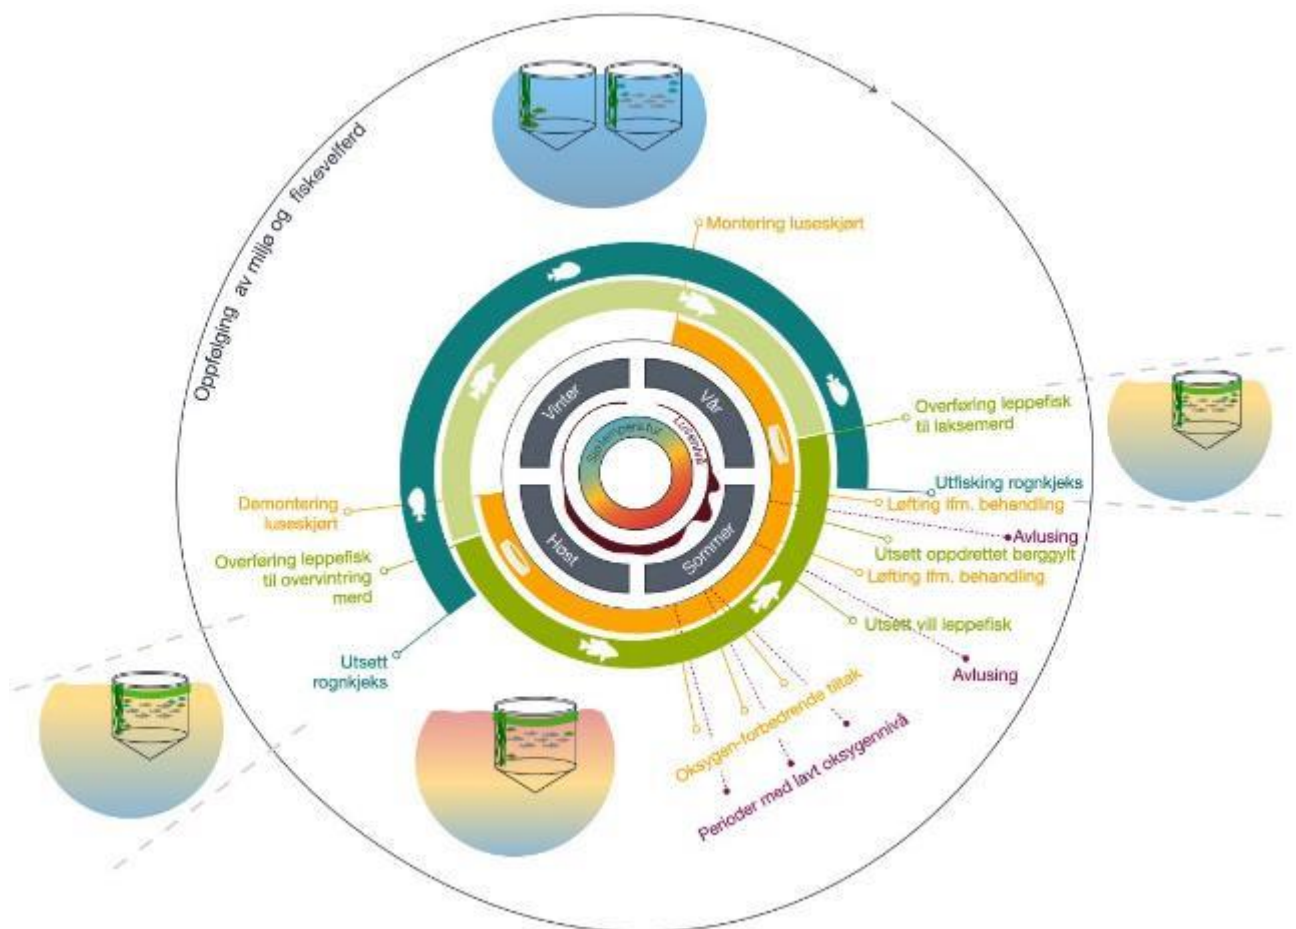 Oppfølging av miljø og fiskevelferd
Montering luseskjørt
Vinter
Vår
Sjøtemperatur
Lusenivå
Høst
Sommer
Overføring leppefisk
til laksemerd
Utfisking rognkjeks
Løfting ifm. behandling
Avlusing
Utsett oppdrettet berggylt
Løfting ifm. behandling
Utsett vill leppefisk
Avlusing
Demontering
luseskjørt
Overføring leppefisk
til overvintring
merd
Utsett
rognkjeks
Oksygen-forbedrende tiltak
Perioder med lavt oksygennivå